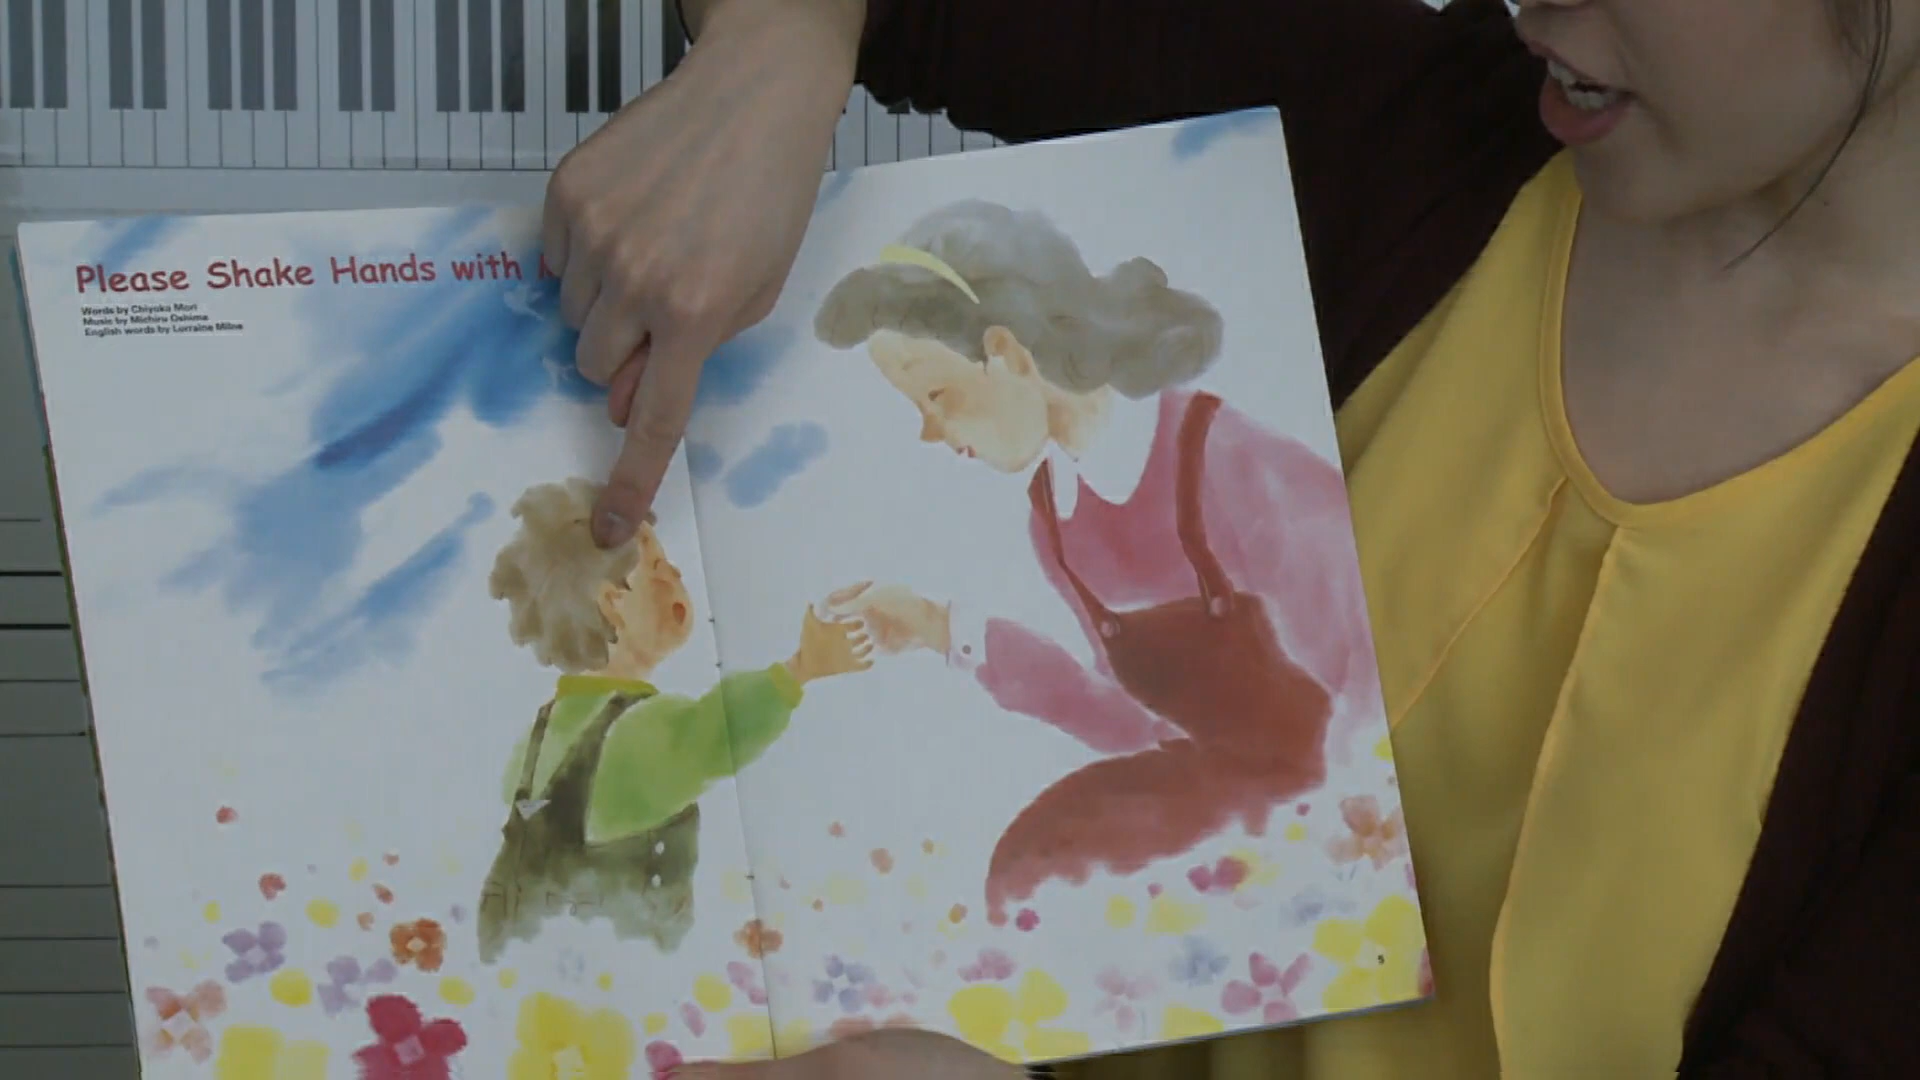 Please Shake Hands with
Words by Chiyoko Mori
Music by Michiru Oshima
English words by Lorraine Milne
5